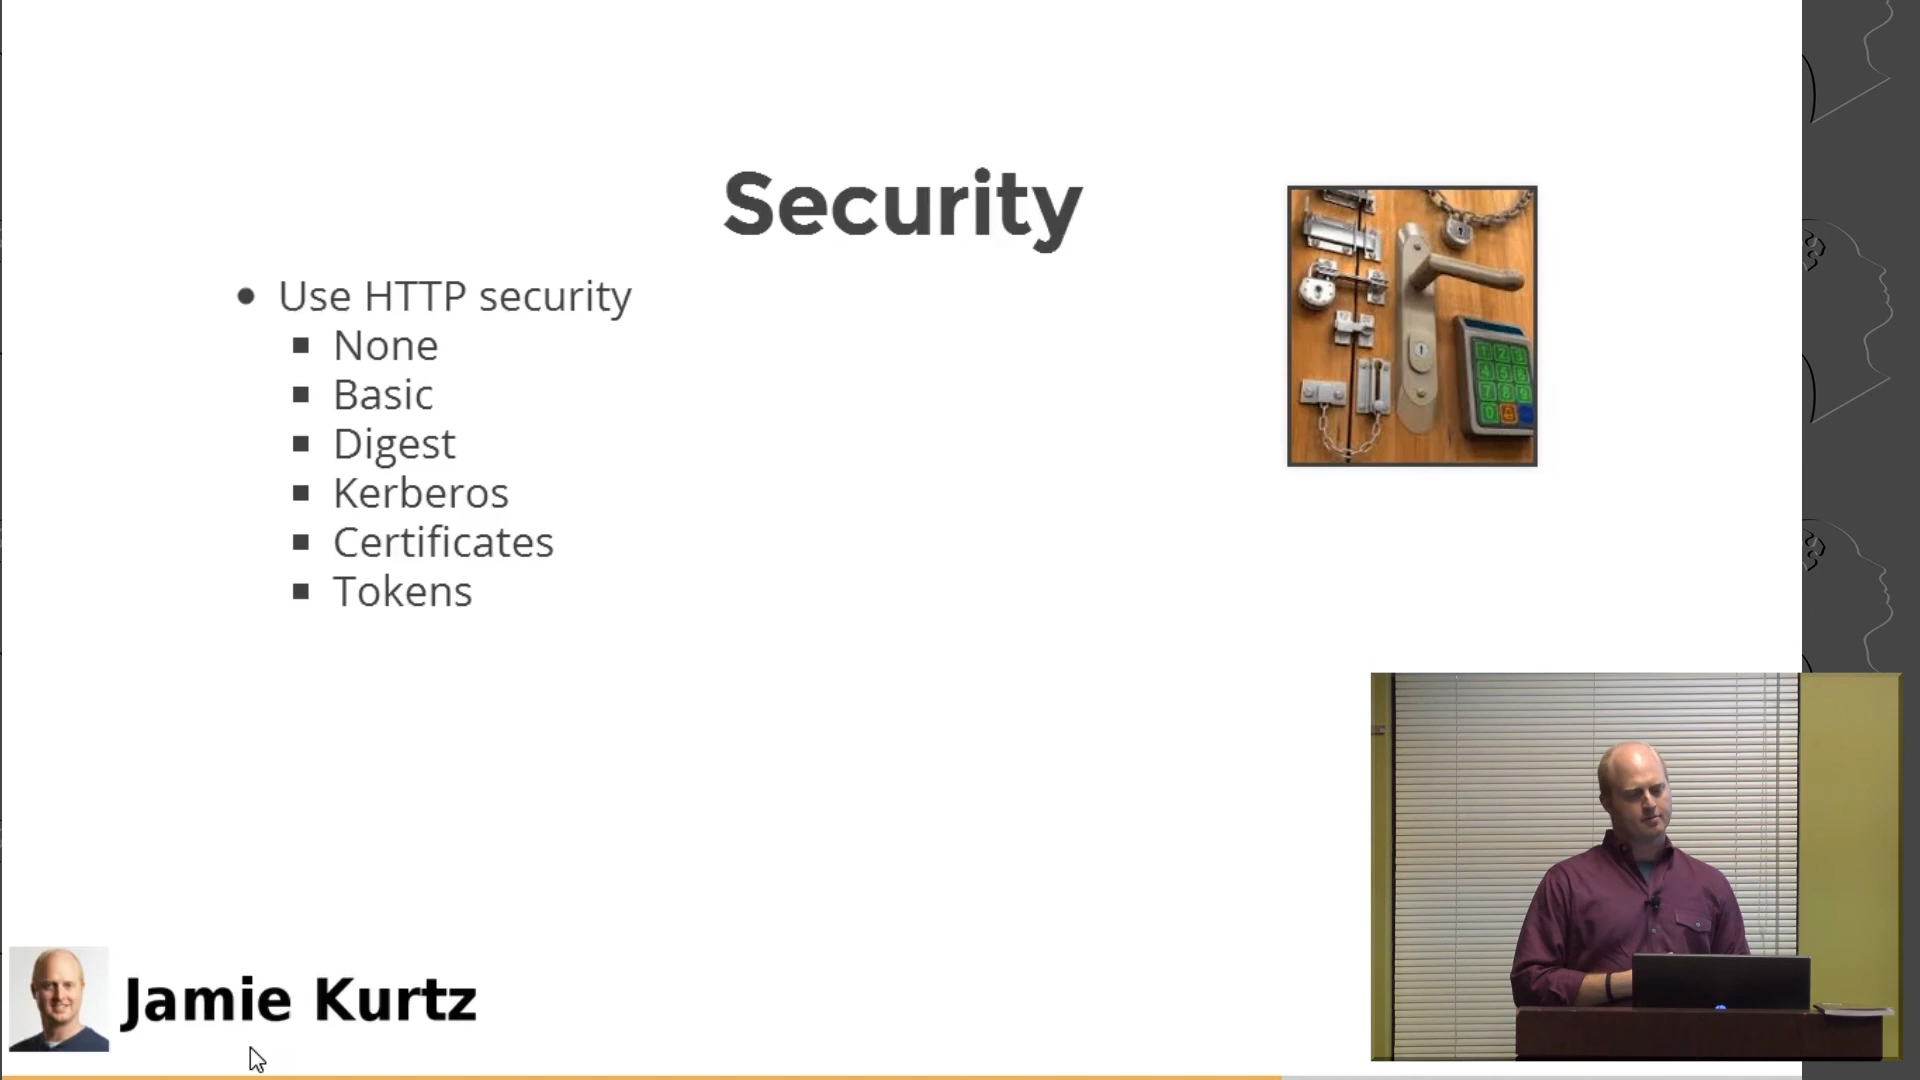 Security
Use HTTP security
None
Basic
Digest
Kerberos
Certificates
Tokens
Jamie Kurtz